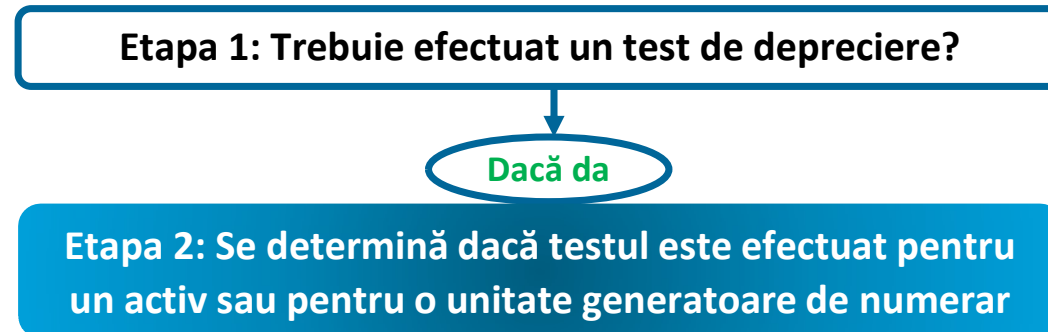 Etapa 1: Trebuie efectuat un test de depreciere?
Dacă da
Etapa 2: Se determină dacă testul este efectuat pentru
un activ sau pentru o unitate generatoare de numerar